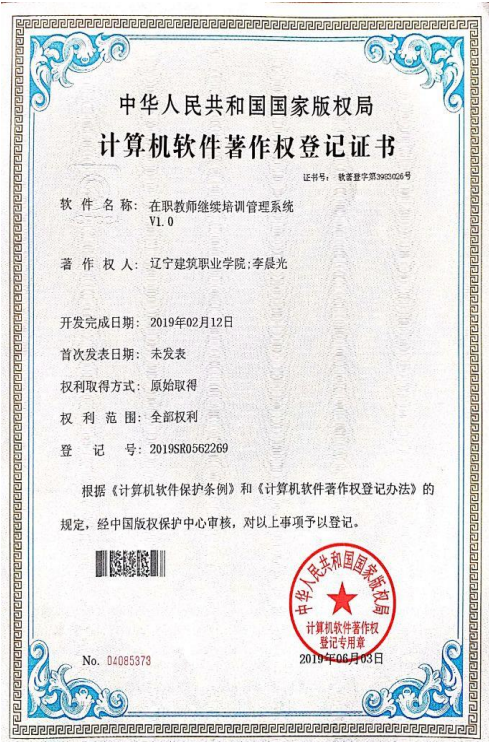 中华人民共和国国家版权局
计算机软件著作权登记证书
证书号： 软著登字第3983026号
软件名称： 在职教师继续培训管理系统
V1.0
著作权人： 辽宁建筑职业学院;李晨光
开发完成日期： 2019年02月12日
首次发表日期： 未发表
权利取得方式： 原始取得
权利范围： 全部权利
登记号： 2019SR0562269
根据《计算机软件保护条例》和《计算机软件著作权登记办法》的
规定，经中国版权保护中心审核，对以上事项予以登记。
中华人民共和国国家版权局
计算机软件著作权
登记专用章
No. 04085373
2019年06月03日